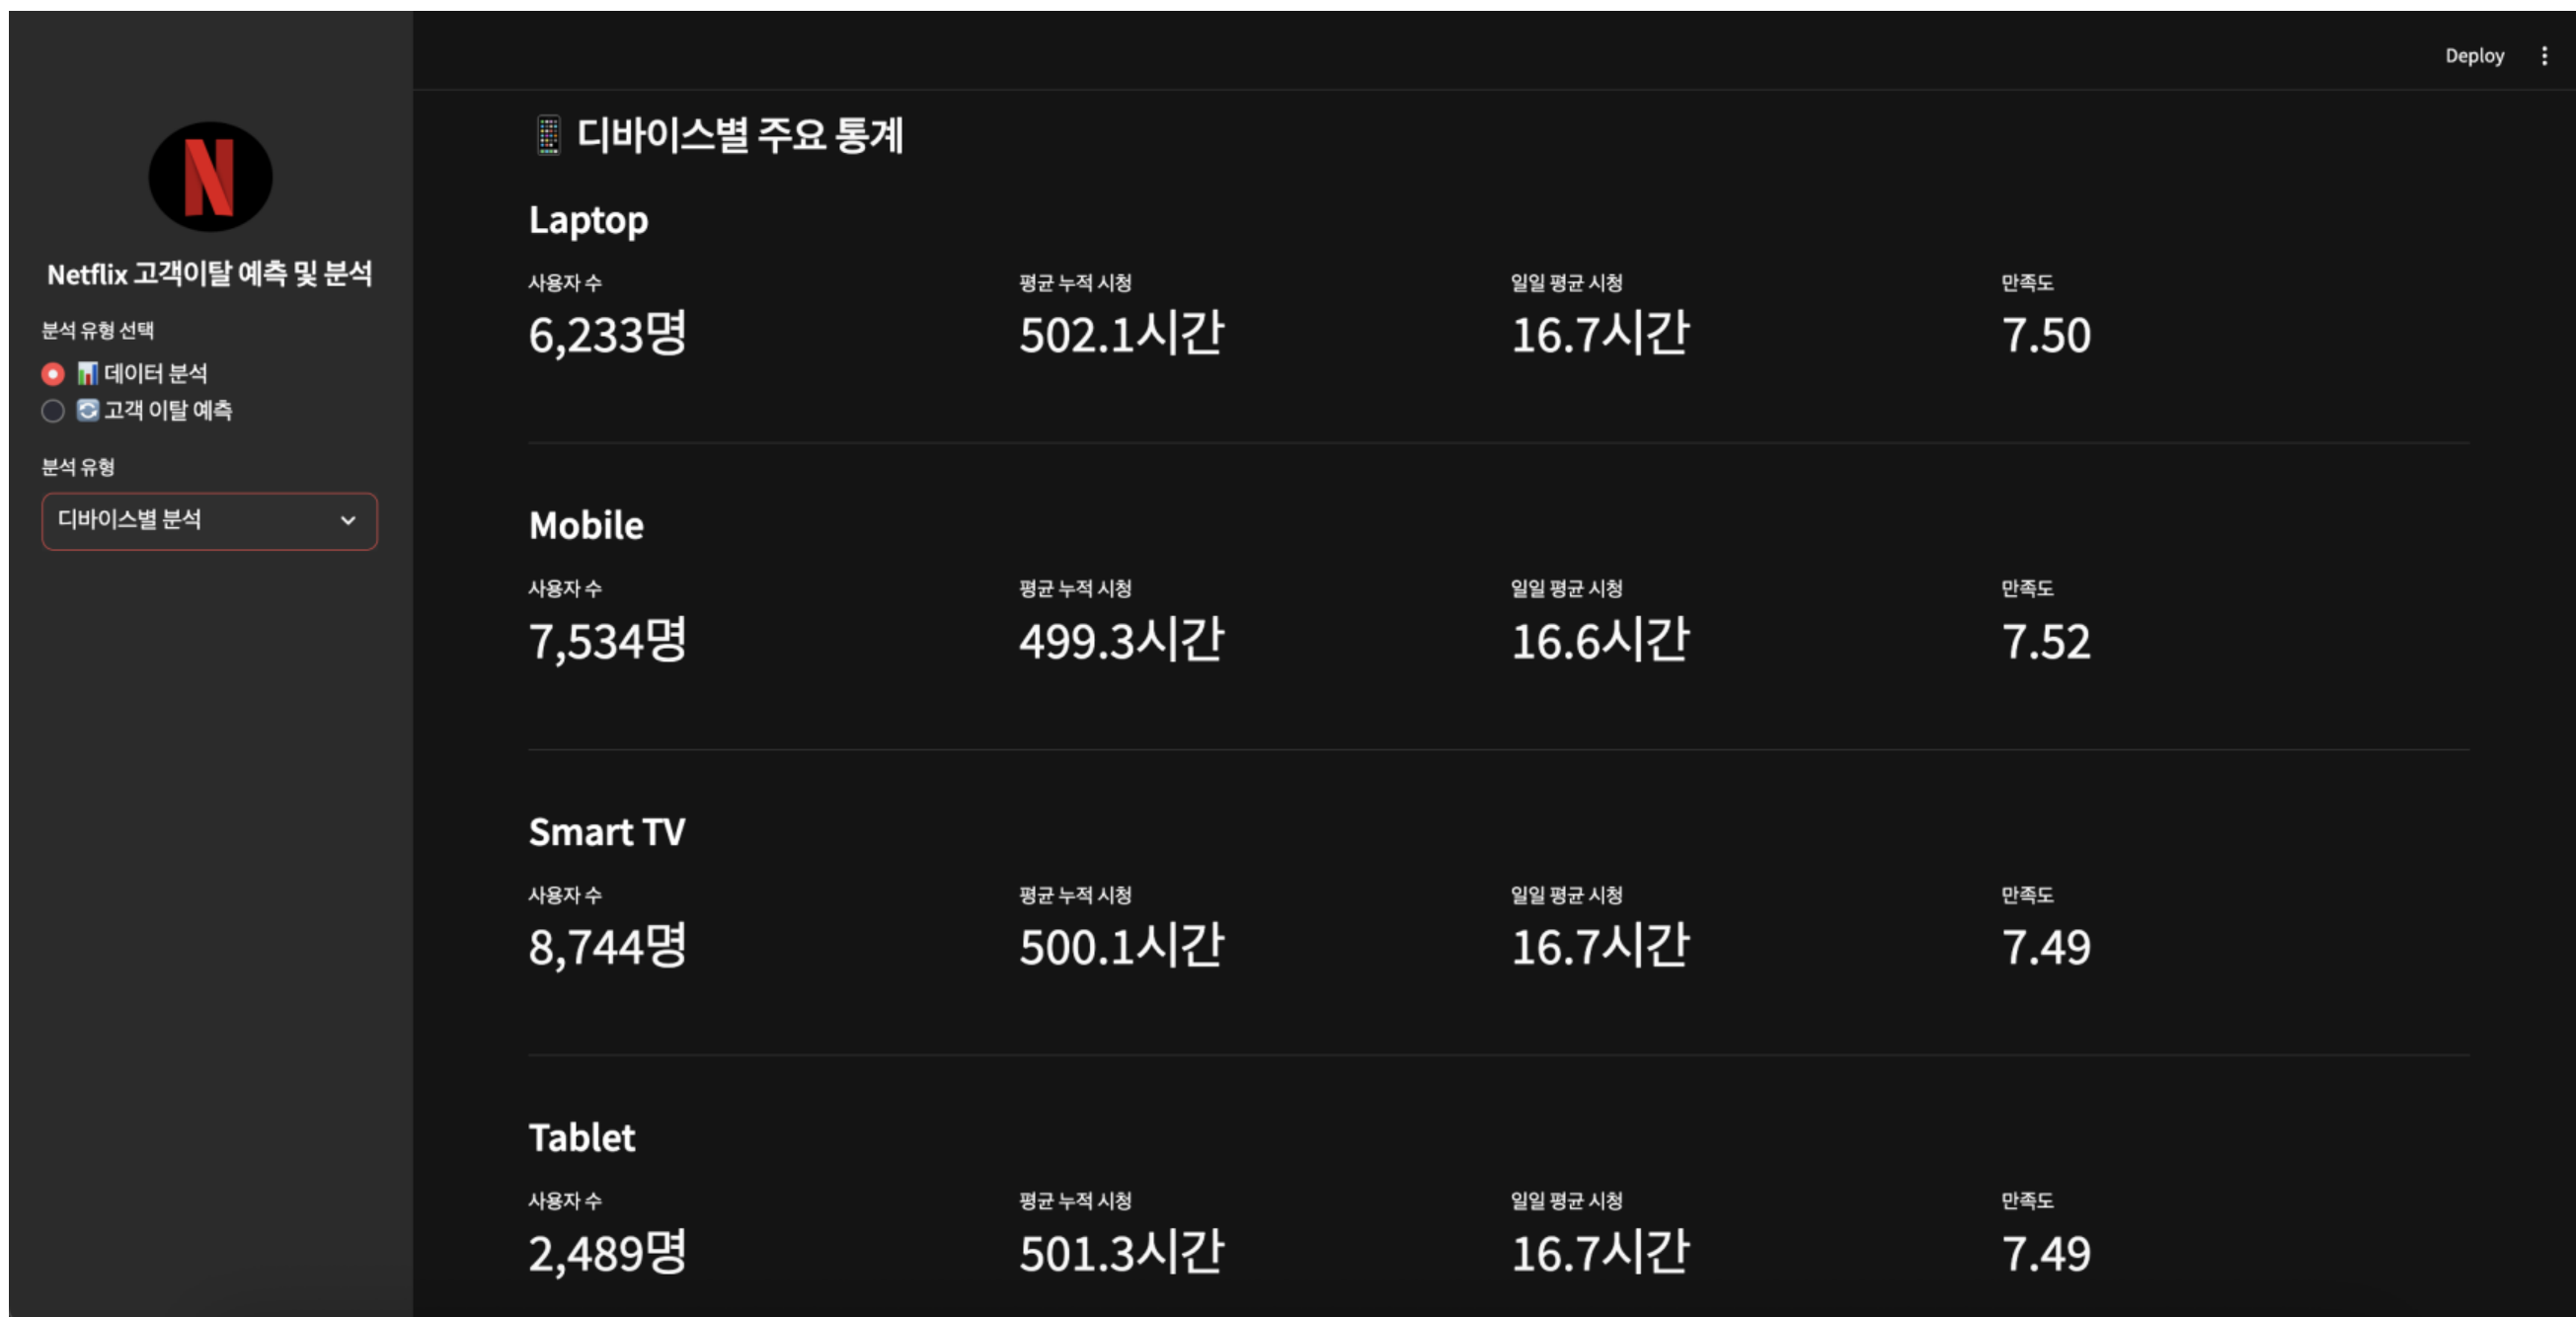 Deploy
N
Netflix 고객이탈 예측 및 분석
분석 유형 선택
📊 데이터 분석
🔄 고객 이탈 예측
분석 유형
디바이스별 분석
📱 디바이스별 주요 통계
Laptop
사용자 수 평균 누적 시청 일일 평균 시청 만족도
6,233명 502.1시간 16.7시간 7.50
Mobile
사용자 수 평균 누적 시청 일일 평균 시청 만족도
7,534명 499.3시간 16.6시간 7.52
Smart TV
사용자 수 평균 누적 시청 일일 평균 시청 만족도
8,744명 500.1시간 16.7시간 7.49
Tablet
사용자 수 평균 누적 시청 일일 평균 시청 만족도
2,489명 501.3시간 16.7시간 7.49